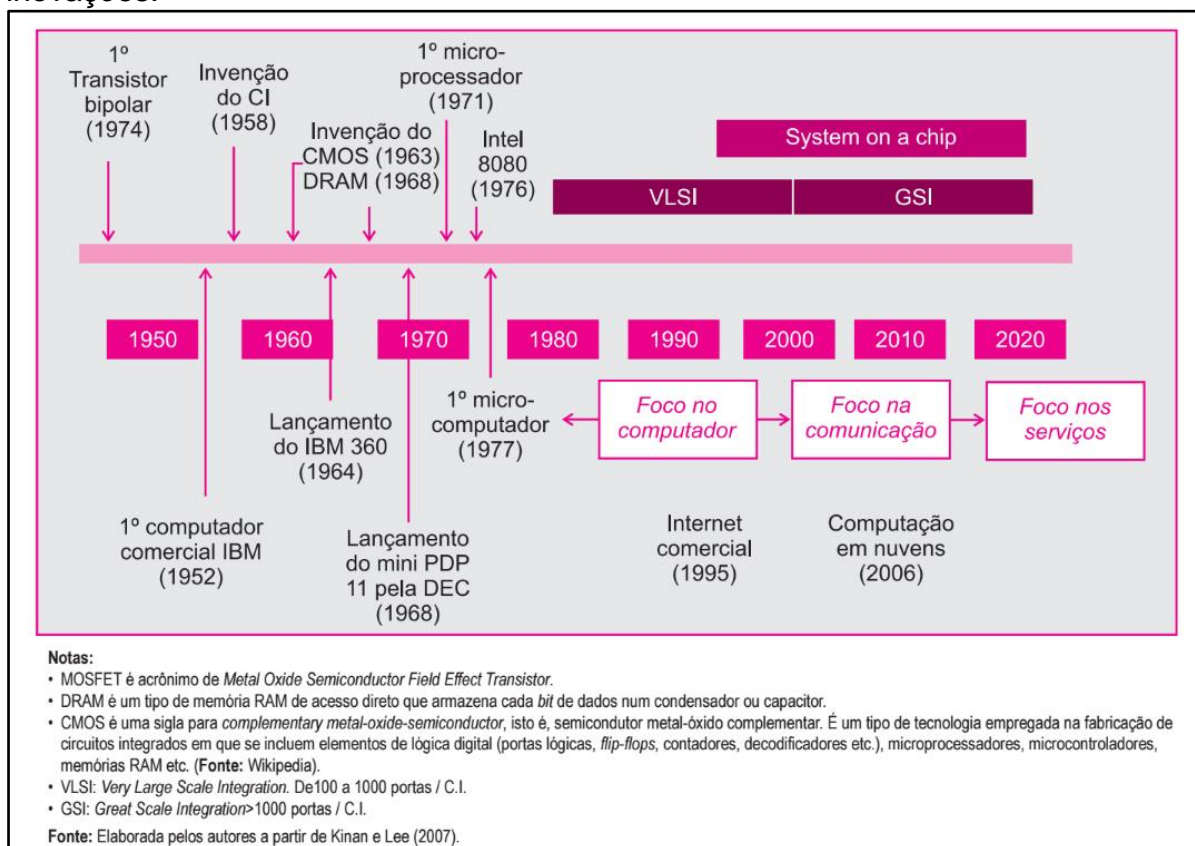 inovações.
1º
Transistor
bipolar
(1974)
Invenção
do CI
(1958)
Invenção do
CMOS (1963)
DRAM (1968)
1º micro-
processador
(1971)
Intel
8080
(1976)
System on a chip
VLSI
GSI
1950
1960
1970
1980
1990
2000
2010
2020
1º computador
comercial IBM
(1952)
Lançamento
do IBM 360
(1964)
Lançamento
do mini PDP
11 pela DEC
(1968)
1º micro-
computador
(1977)
Foco no
computador
Foco na
comunicação
Foco nos
serviços
Internet
comercial
(1995)
Computação
em nuvens
(2006)
Notas:
• MOSFET é acrônimo de Metal Oxide Semiconductor Field Effect Transistor.
• DRAM é um tipo de memória RAM de acesso direto que armazena cada bit de dados num condensador ou capacitor.
• CMOS é uma sigla para complementary metal-oxide-semiconductor, isto é, semicondutor metal-óxido complementar. É um tipo de tecnologia empregada na fabricação de
circuitos integrados em que se incluem elementos de lógica digital (portas lógicas, flip-flops, contadores, decodificadores etc.), microprocessadores, microcontroladores,
memórias RAM etc. (Fonte: Wikipedia).
• VLSI: Very Large Scale Integration. De100 a 1000 portas / C.I.
• GSI: Great Scale Integration>1000 portas / C.I.
Fonte: Elaborada pelos autores a partir de Kinan e Lee (2007).